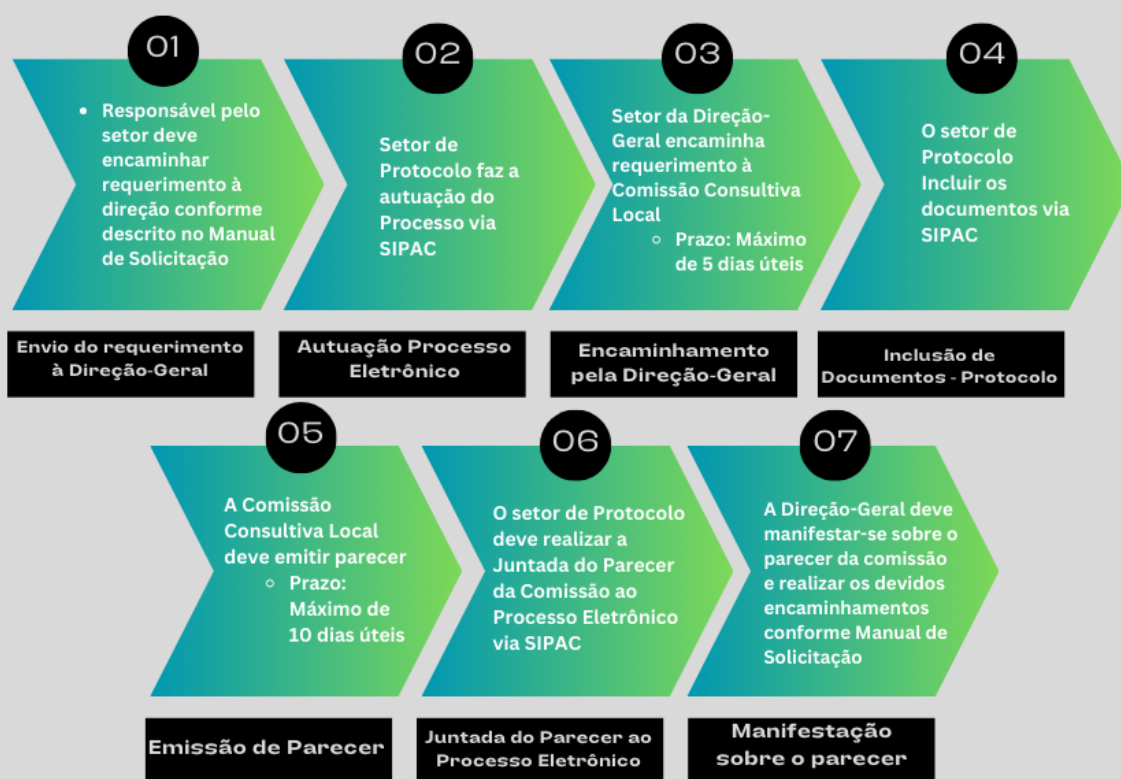 01
• Responsável pelo
setor deve
encaminhar
requerimento à
direção conforme
descrito no Manual
de Solicitação
Envio do requerimento
à Direção-Geral
02
Setor de
Protocolo faz a
autuação do
Processo via
SIPAC
Autuação Processo
Eletrônico
03
Setor da Direção-
Geral encaminha
requerimento à
Comissão Consultiva
Local
○ Prazo: Máximo
de 5 dias úteis
Encaminhamento
pela Direção-Geral
04
O setor de
Protocolo
Incluir os
documentos via
SIPAC
Inclusão de
Documentos - Protocolo
05
A Comissão
Consultiva Local
deve emitir parecer
○ Prazo:
Máximo de
10 dias úteis
Emissão de Parecer
06
O setor de Protocolo
deve realizar a
Juntada do Parecer
da Comissão ao
Processo Eletrônico
via SIPAC
Juntada do Parecer ao
Processo Eletrônico
07
A Direção-Geral deve
manifestar-se sobre o
parecer da comissão
e realizar os devidos
encaminhamentos
conforme Manual de
Solicitação
Manifestação
sobre o parecer